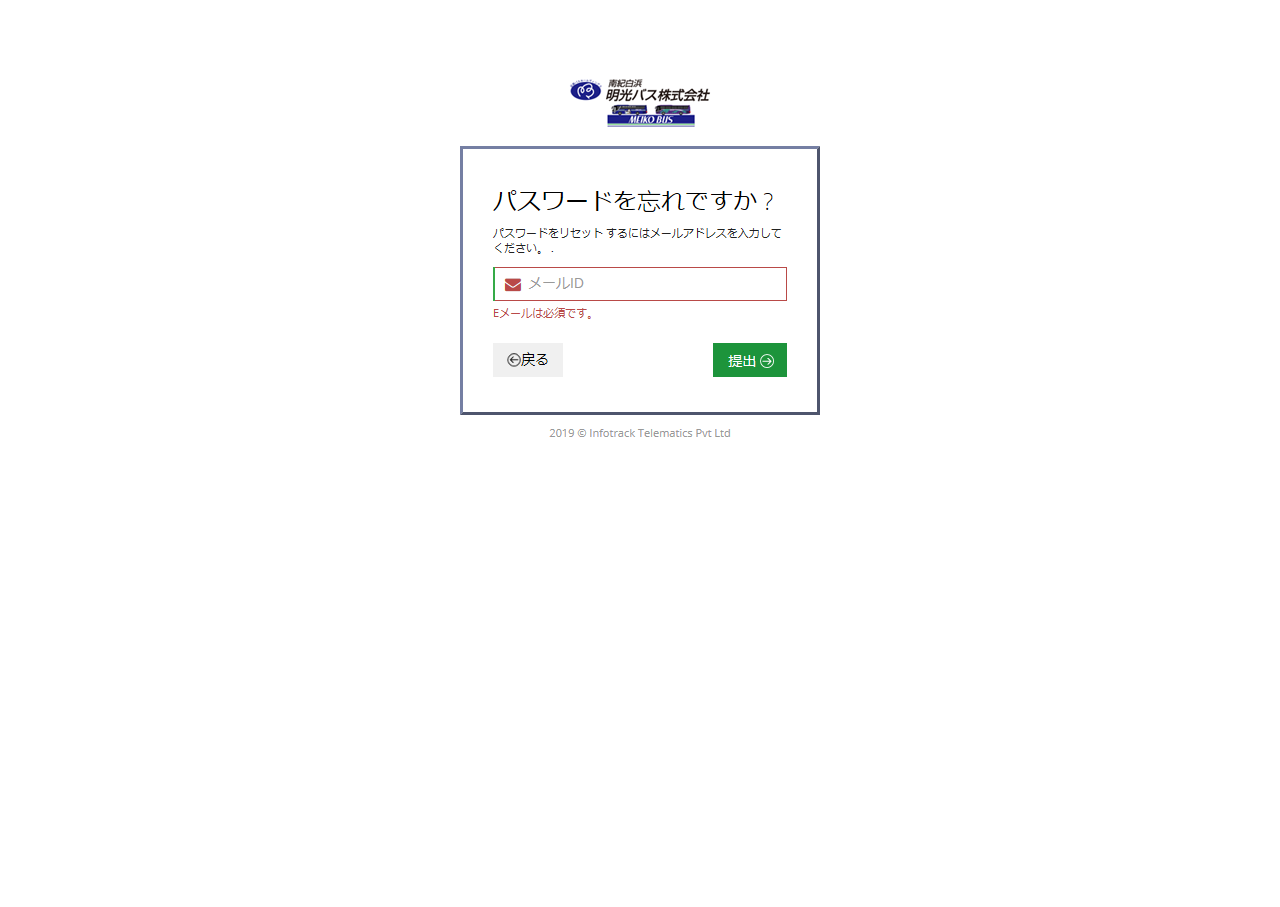 南紀白浜
明光バス株式会社
MEIKO BUS
パスワードを忘れですか ?
パスワードをリセット するにはメールアドレスを入力して
ください。 .
メールID
Eメールは必須です。
戻る
提出
2019 © Infotrack Telematics Pvt Ltd